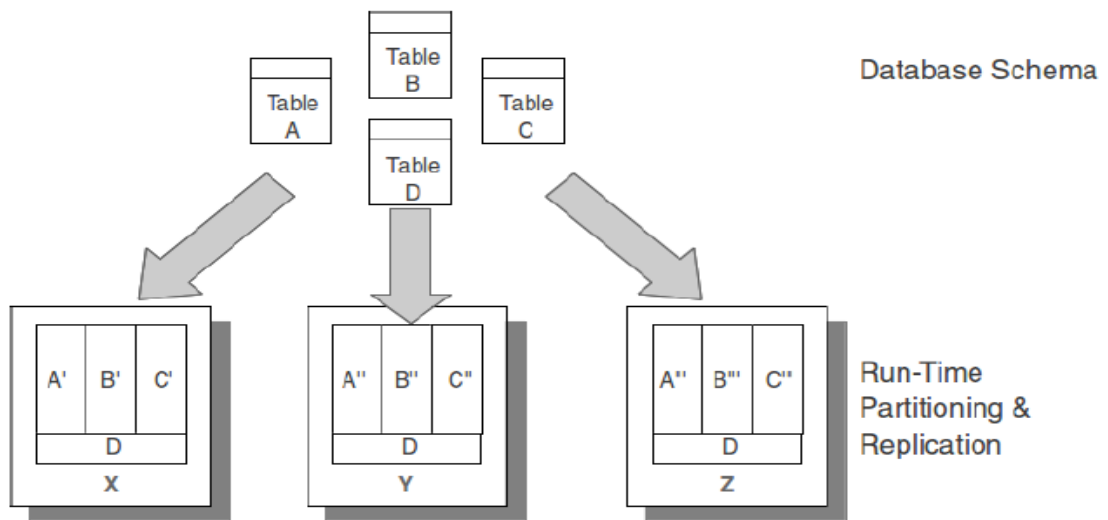 Table
B
Database Schema
Table
A
Table
C
Table
D
A' B' C'
D
X
A'' B'' C''
D
Y
A''' B''' C'''
D
Z
Run-Time
Partitioning &
Replication